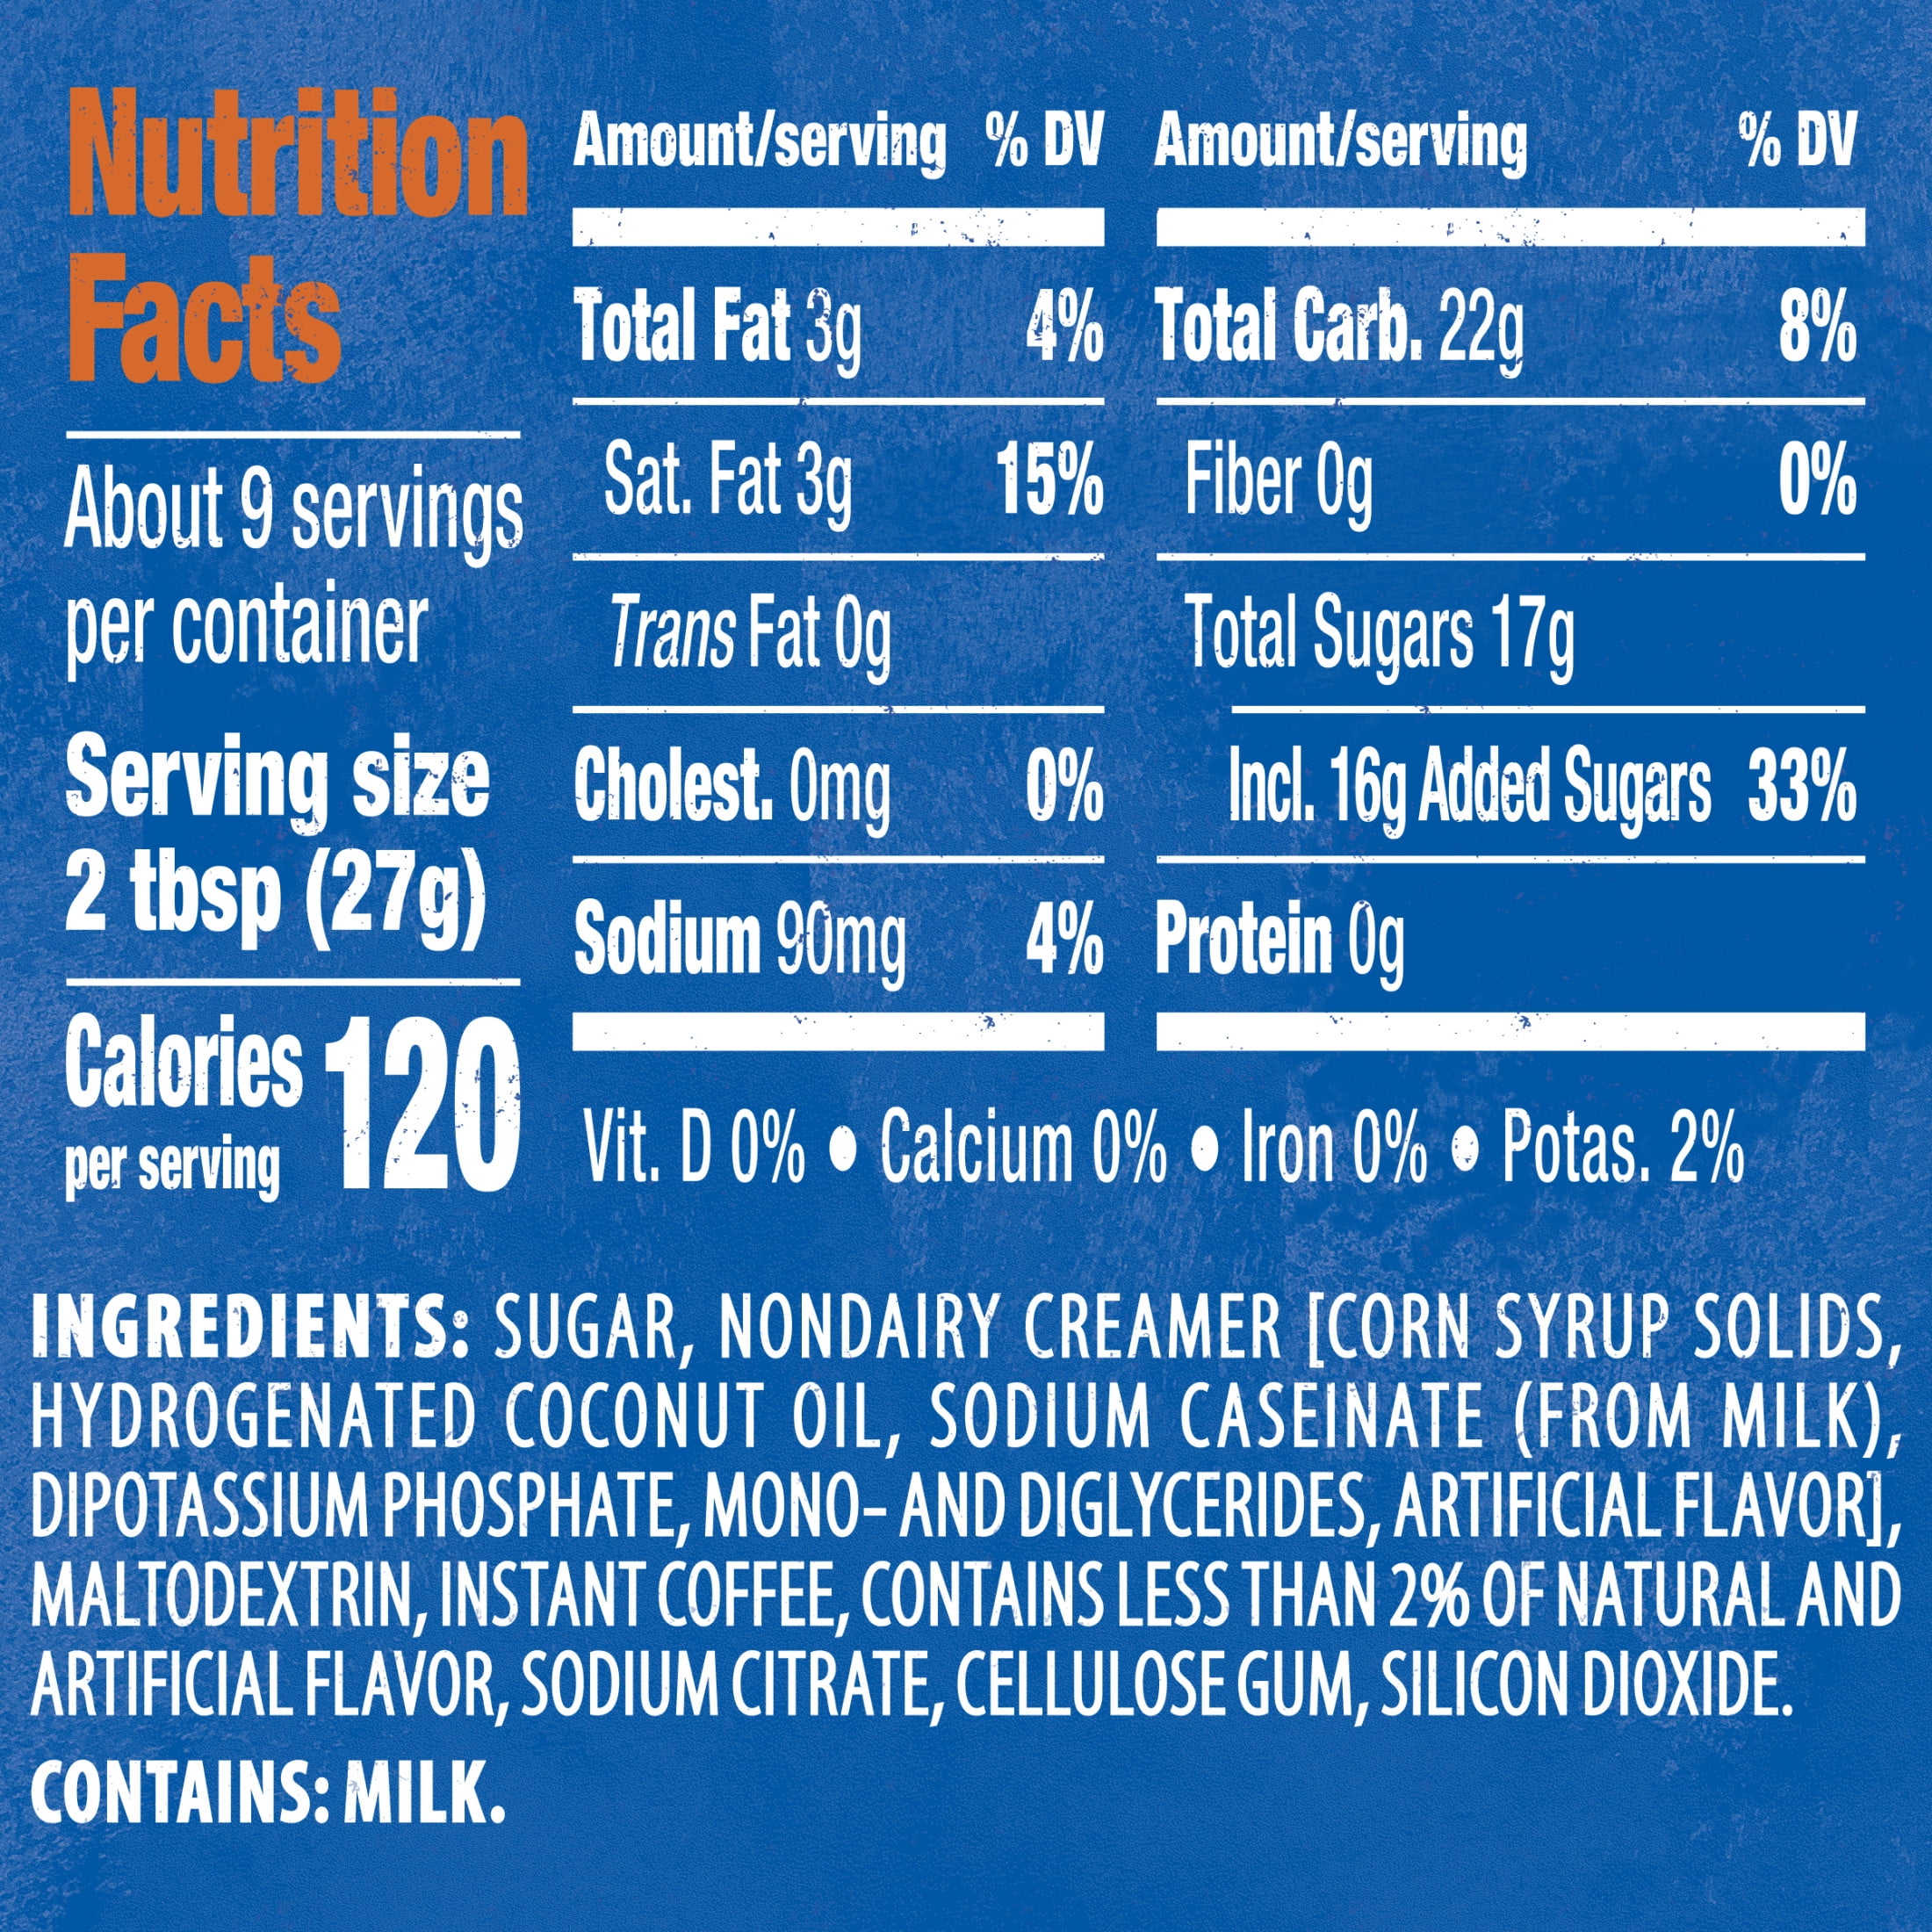 Nutrition
Facts
About 9 servings
per container
Serving size
2 tbsp (27g)
Calories 120
per serving
Amount/serving % DV
Total Fat 3g 4%
Sat. Fat 3g 15%
Trans Fat 0g
Cholest. 0mg 0%
Sodium 90mg 4%
Amount/serving % DV
Total Carb. 22g 8%
Fiber 0g 0%
Total Sugars 17g
Incl. 16g Added Sugars 33%
Protein 0g
Vit. D 0% • Calcium 0% • Iron 0% • Potas. 2%
INGREDIENTS: SUGAR, NONDAIRY CREAMER [CORN SYRUP SOLIDS,
HYDROGENATED COCONUT OIL, SODIUM CASEINATE (FROM MILK),
DIPOTASSIUM PHOSPHATE, MONO- AND DIGLYCERIDES, ARTIFICIAL FLAVOR],
MALTODEXTRIN, INSTANT COFFEE, CONTAINS LESS THAN 2% OF NATURAL AND
ARTIFICIAL FLAVOR, SODIUM CITRATE, CELLULOSE GUM, SILICON DIOXIDE.
CONTAINS: MILK.